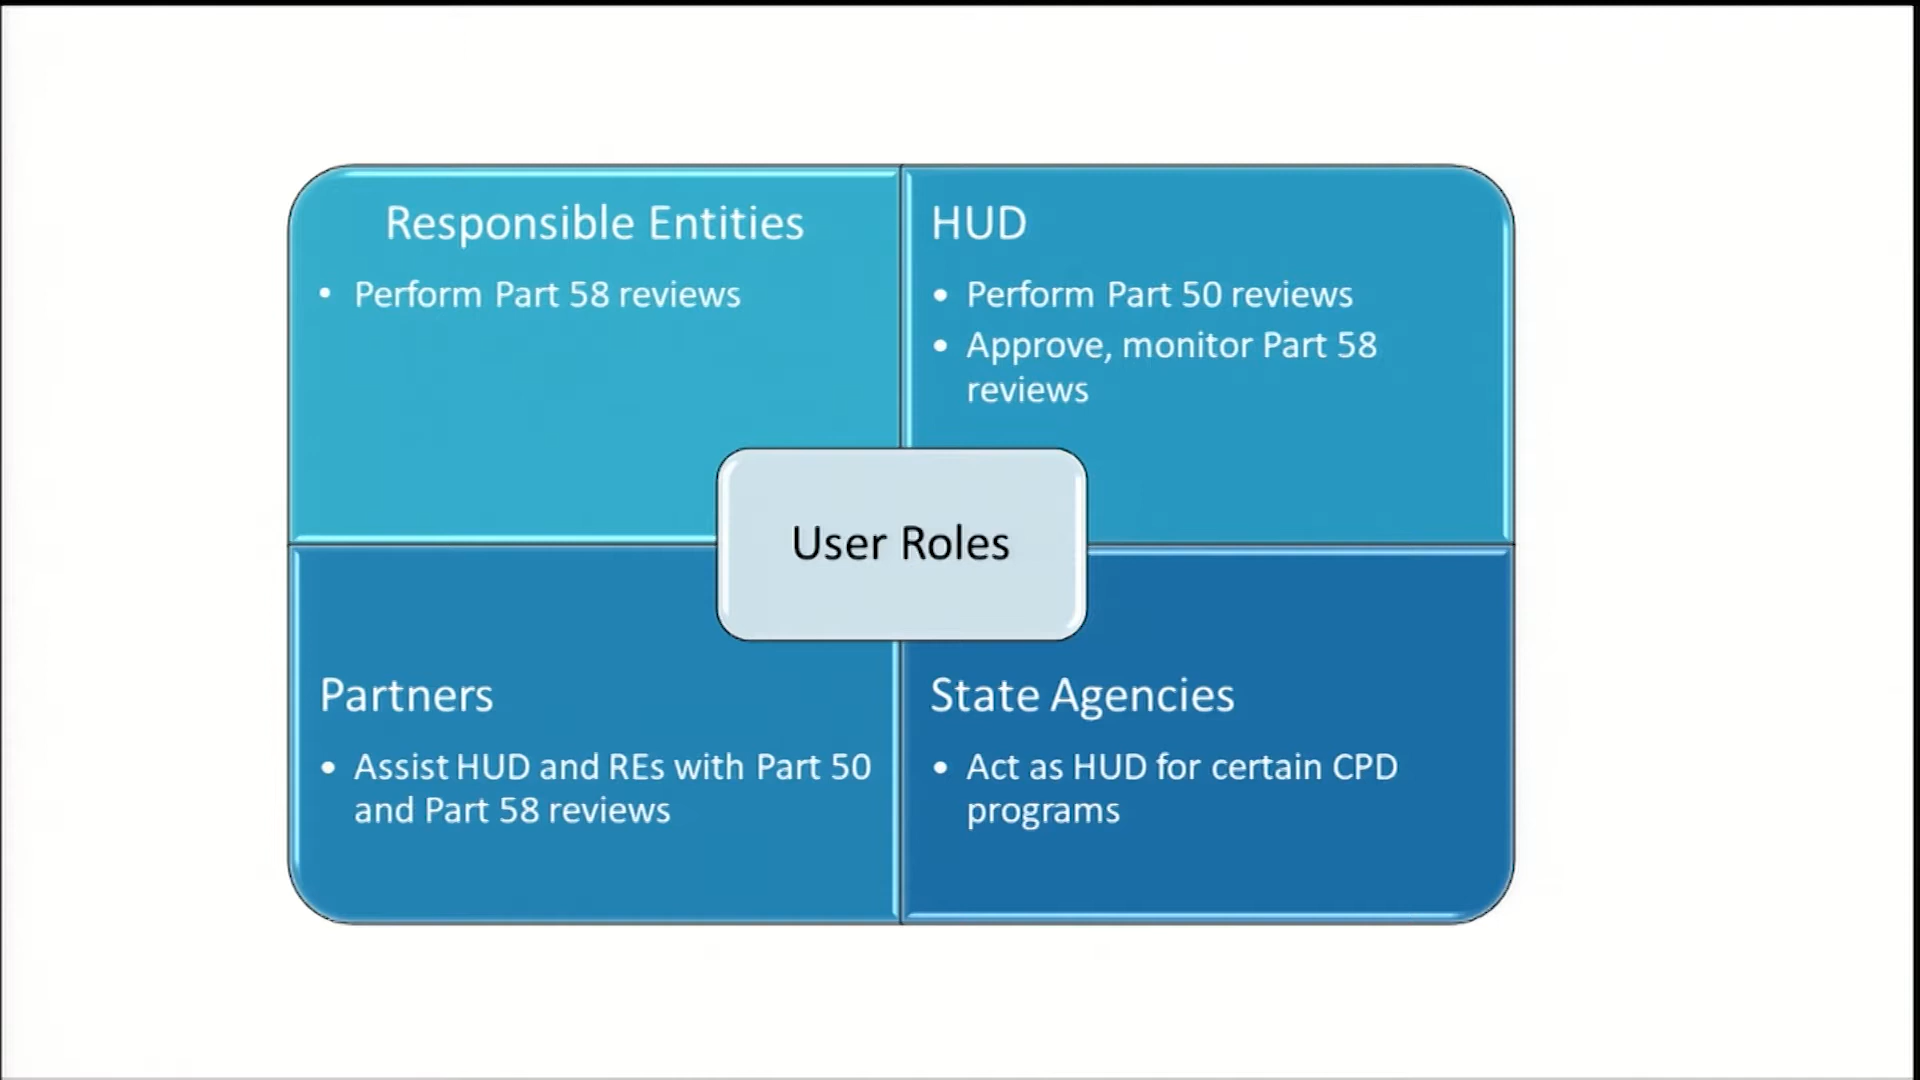 Responsible Entities
• Perform Part 58 reviews
HUD
• Perform Part 50 reviews
• Approve, monitor Part 58
reviews
User Roles
Partners
• Assist HUD and REs with Part 50
and Part 58 reviews
State Agencies
• Act as HUD for certain CPD
programs